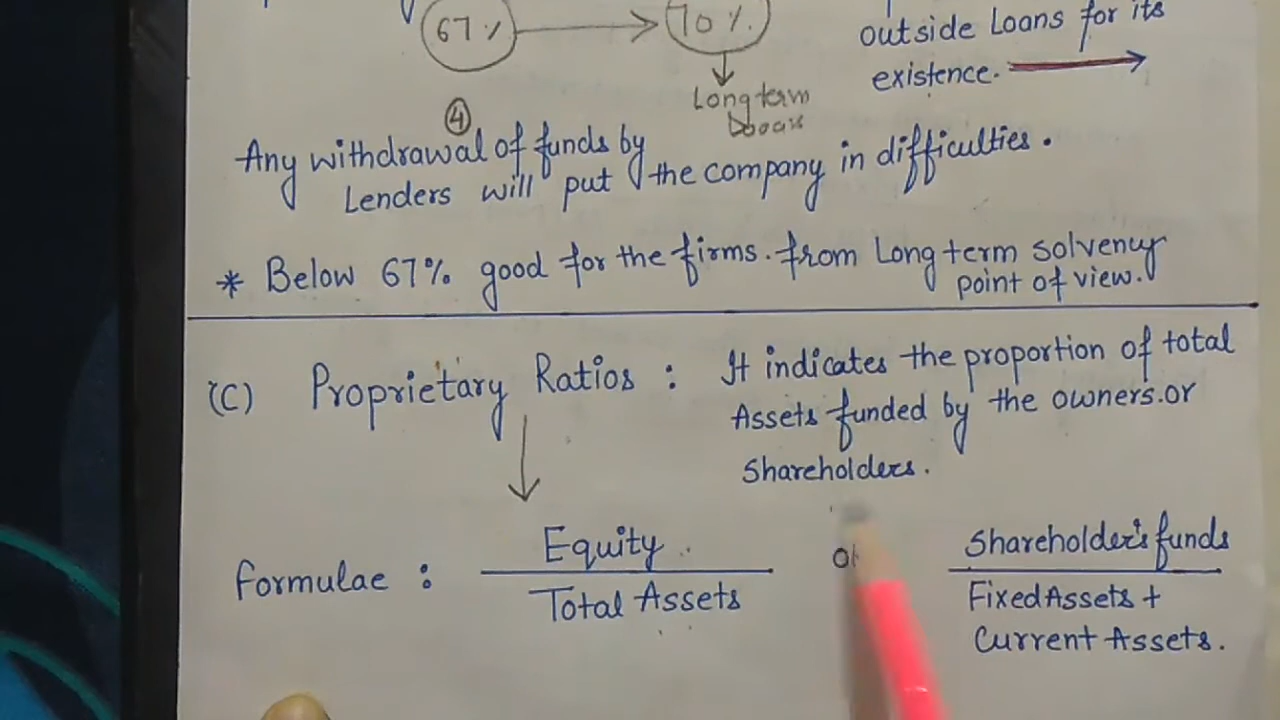 67 % 70 %.
outside Loans for its
existence.
Long term
4
Any withdrawal of funds by
Lenders will put the company in difficulties.
* Below 67% good for the firms. from Long term solvency
point of view.
(C) Proprietary Ratios : It indicates the proportion of total
Assets funded by the owners.or
Shareholders.
Formulae : Equity or Shareholder's funds
Total Assets Fixed Assets +
Current Assets.